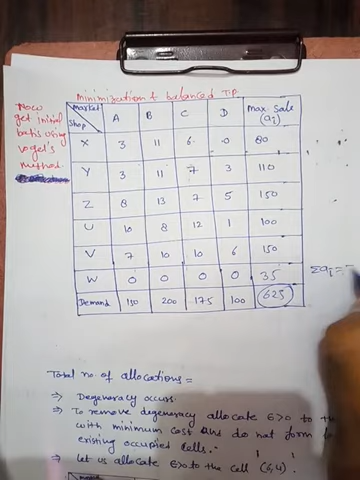 Minimization & balanced T.P.
Now get initial basis using vogel's method.
Market
Shop
A B C D Max. Sale (ai)
X 3 11 6 0 80
Y 3 11 7 3 110
Z 8 13 7 5 150
U 10 8 12 1 100
V 7 10 10 6 150
W 0 0 0 0 35
Demand 150 200 175 100 625
Σai =
Total no. of allocations =
⇒ Degeneracy occurs.
⇒ To remove degeneracy allocate ε>0 to
with minimum cost and do not form
existing occupied cells.
⇒ Let us allocate ε>0 to the cell (6,4).